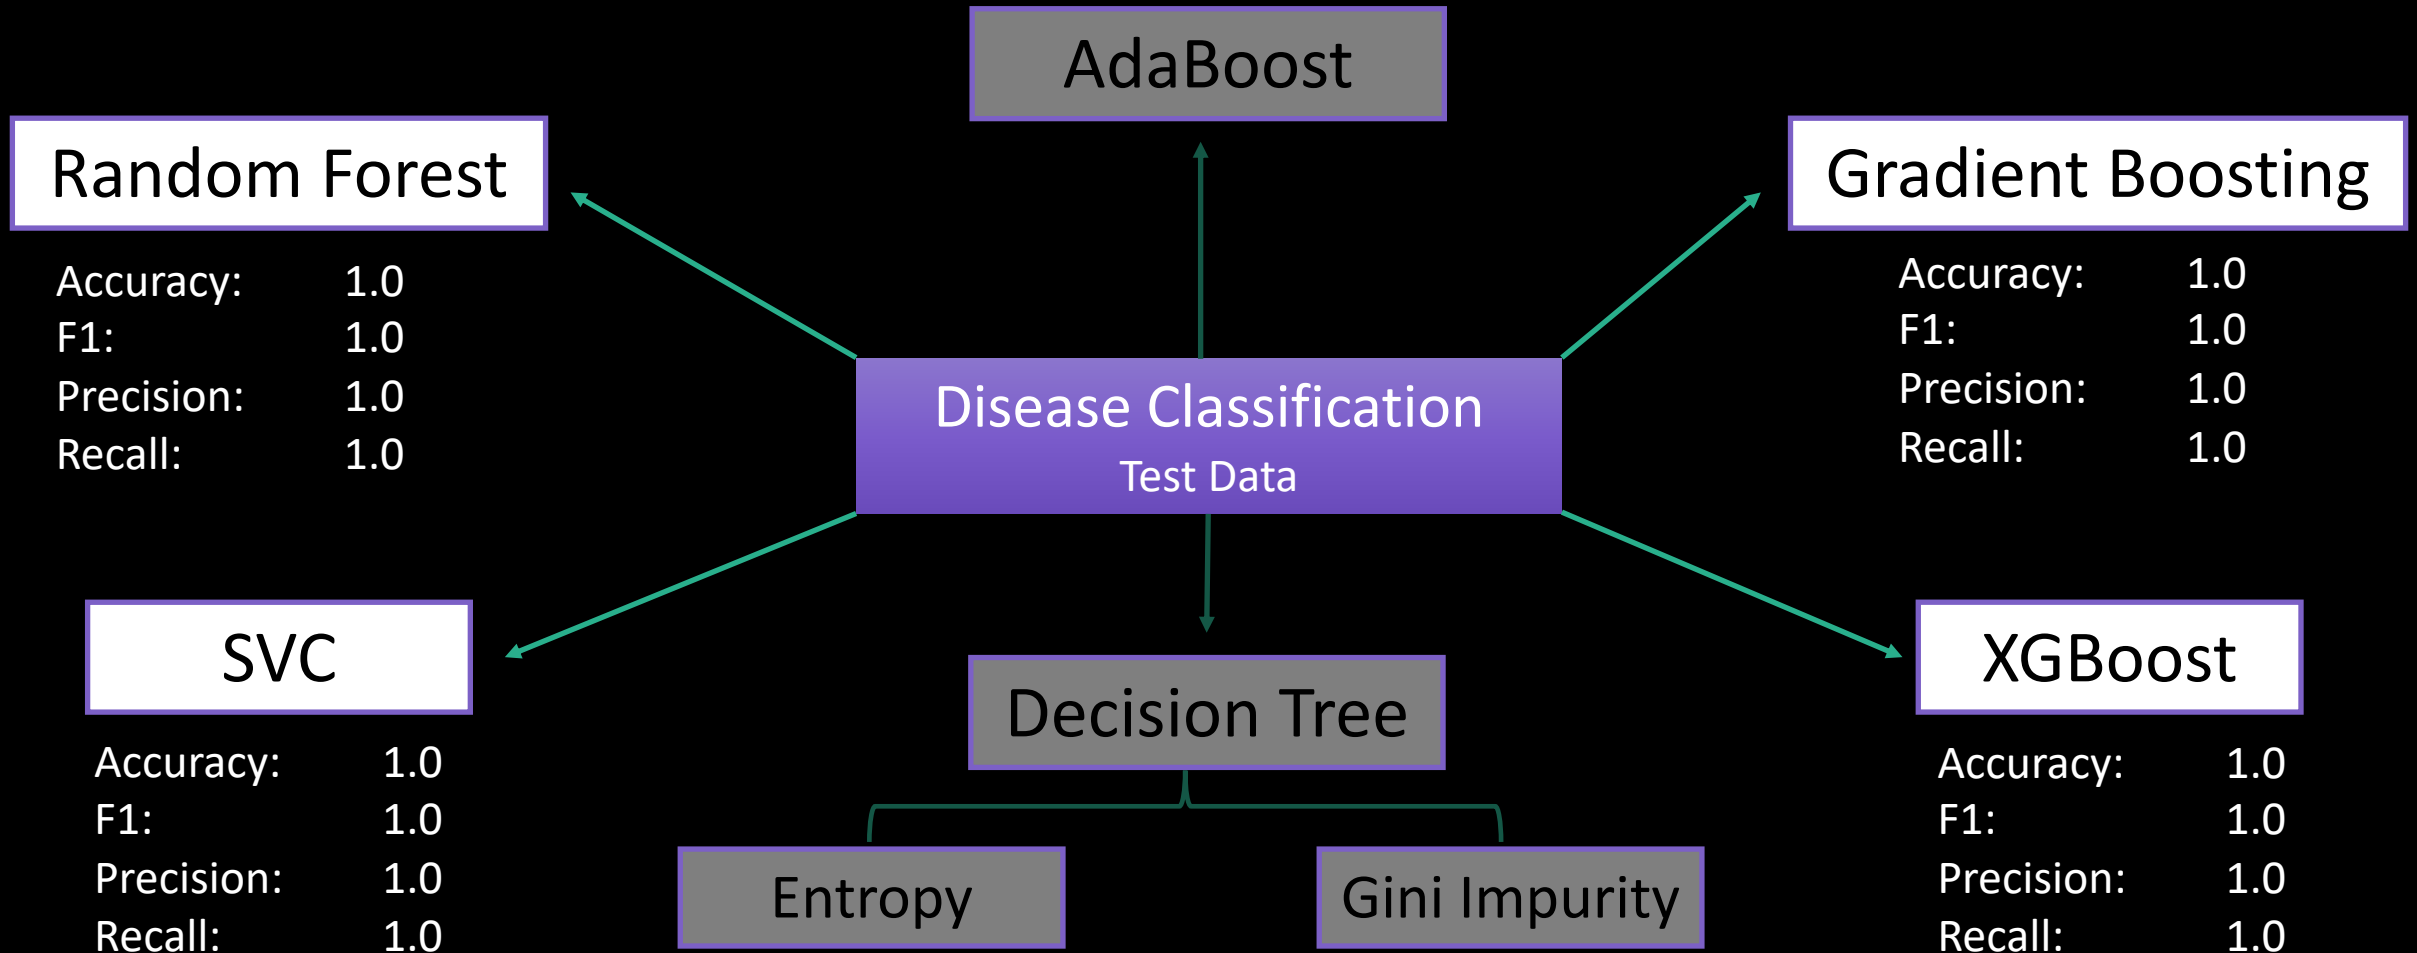 AdaBoost
Random Forest
Accuracy: 1.0
F1: 1.0
Precision: 1.0
Recall: 1.0
Gradient Boosting
Accuracy: 1.0
F1: 1.0
Precision: 1.0
Recall: 1.0
Disease Classification
Test Data
SVC
Accuracy: 1.0
F1: 1.0
Precision: 1.0
Recall: 1.0
Decision Tree
Entropy
Gini Impurity
XGBoost
Accuracy: 1.0
F1: 1.0
Precision: 1.0
Recall: 1.0